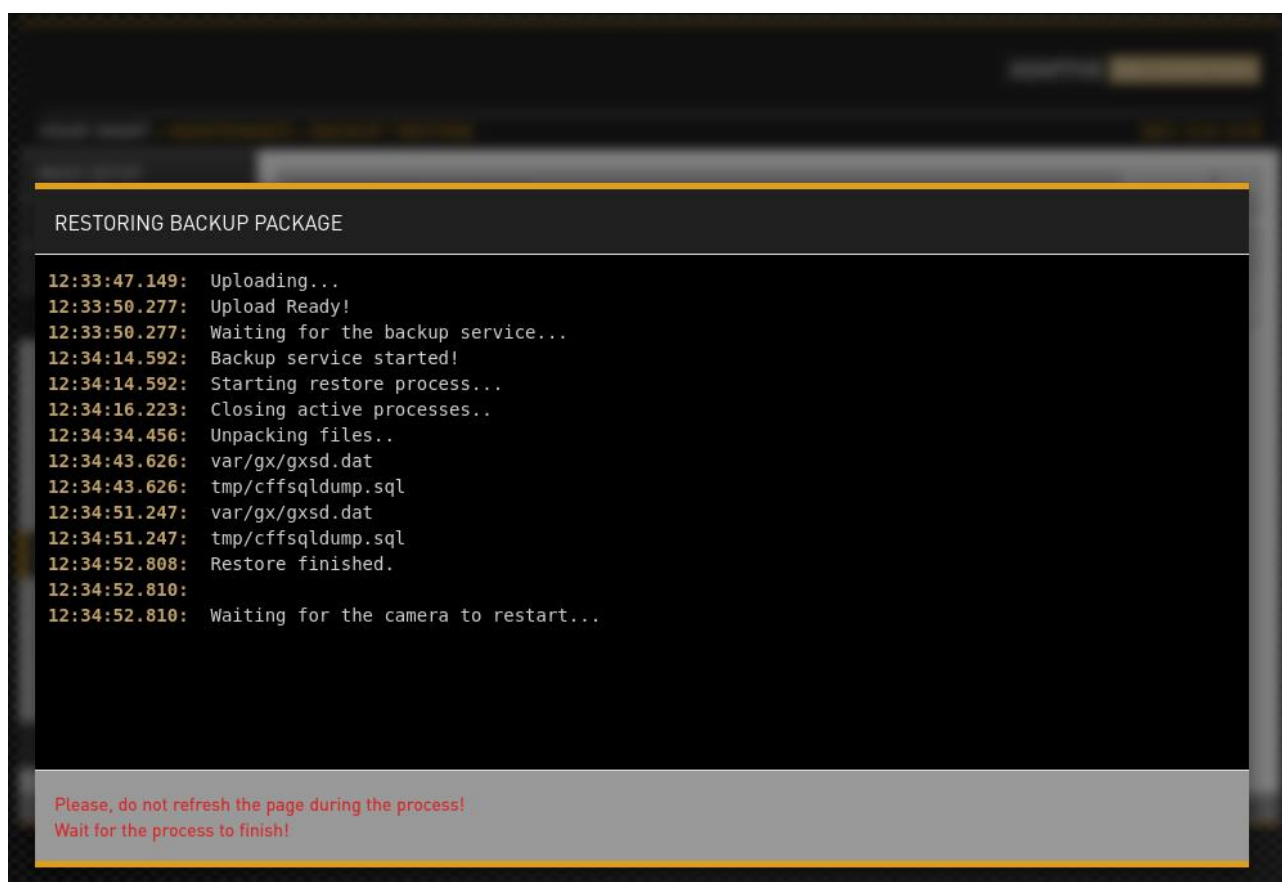 RESTORING BACKUP PACKAGE
12:33:47.149: Uploading...
12:33:50.277: Upload Ready!
12:33:50.277: Waiting for the backup service...
12:34:14.592: Backup service started!
12:34:14.592: Starting restore process...
12:34:16.223: Closing active processes..
12:34:34.456: Unpacking files..
12:34:43.626: var/gx/gxsd.dat
12:34:43.626: tmp/cffsqldump.sql
12:34:51.247: var/gx/gxsd.dat
12:34:51.247: tmp/cffsqldump.sql
12:34:52.808: Restore finished.
12:34:52.810:
12:34:52.810: Waiting for the camera to restart...
Please, do not refresh the page during the process!
Wait for the process to finish!